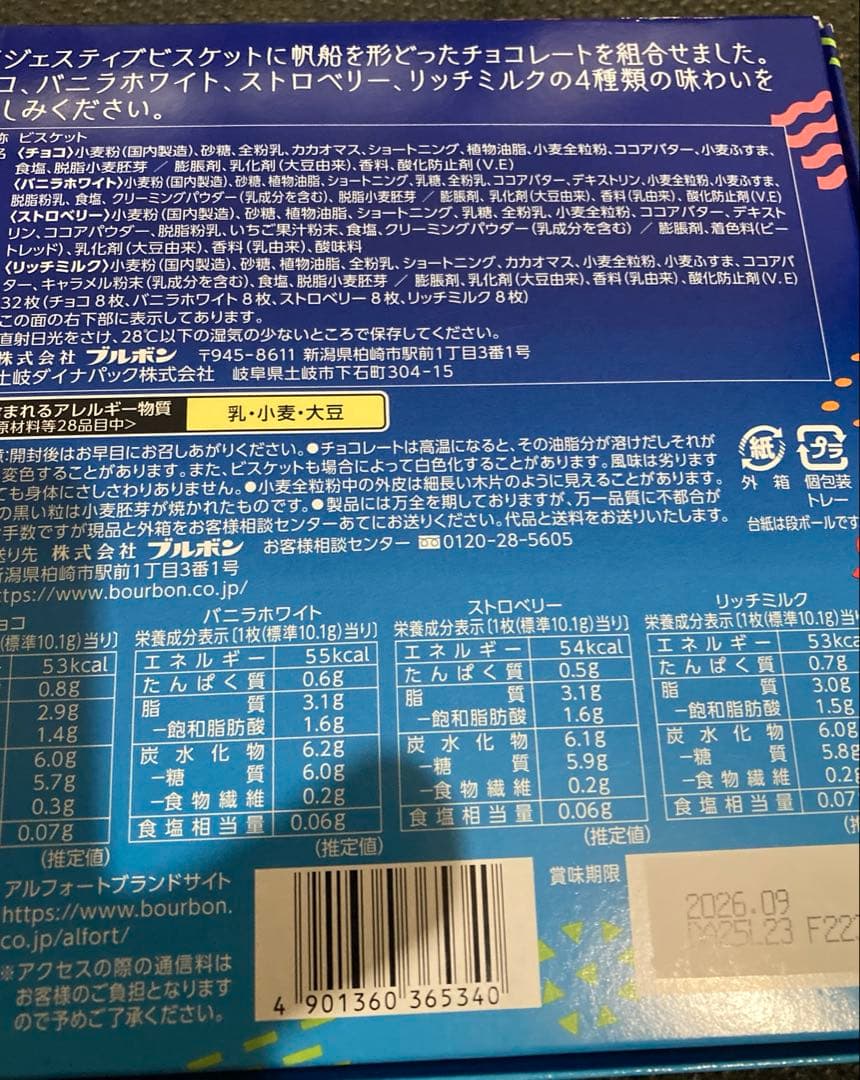 ジェスティブビスケットに帆船を形どったチョコレートを組合せました。
コ、バニラホワイト、ストロベリー、リッチミルクの4種類の味わいを
しみください。
称 ビスケット
名 〈チョコ〉小麦粉(国内製造)、砂糖、全粉乳、カカオマス、ショートニング、植物油脂、小麦全粒粉、ココアバター、小麦ふすま、
食塩、脱脂小麦胚芽 / 膨脹剤、乳化剤(大豆由来)、香料、酸化防止剤(V.E)
〈バニラホワイト〉小麦粉(国内製造)、砂糖、植物油脂、ショートニング、乳糖、全粉乳、ココアバター、デキストリン、小麦全粒粉、小麦ふすま、
脱脂粉乳、食塩、クリーミングパウダー(乳成分を含む)、脱脂小麦胚芽 / 膨脹剤、乳化剤(大豆由来)、香料(乳由来)、酸化防止剤(V.E)
〈ストロベリー〉小麦粉(国内製造)、砂糖、植物油脂、ショートニング、乳糖、全粉乳、小麦全粒粉、ココアバター、デキスト
リン、ココアパウダー、脱脂粉乳、いちご果汁粉末、食塩、クリーミングパウダー(乳成分を含む) / 膨脹剤、着色料(ビー
トレッド)、乳化剤(大豆由来)、香料(乳由来)、酸味料
〈リッチミルク〉小麦粉(国内製造)、砂糖、植物油脂、全粉乳、ショートニング、カカオマス、小麦全粒粉、小麦ふすま、ココアバ
ター、キャラメル粉末(乳成分を含む)、食塩、脱脂小麦胚芽 / 膨脹剤、乳化剤(大豆由来)、香料(乳由来)、酸化防止剤(V.E)
32枚(チョコ8枚、バニラホワイト8枚、ストロベリー8枚、リッチミルク8枚)
この面の右下部に表示してあります。
直射日光をさけ、28℃以下の湿気の少ないところで保存してください。
株式会社 ブルボン 〒945-8611 新潟県柏崎市駅前1丁目3番1号
土岐ダイナパック株式会社 岐阜県土岐市下石町304-15
含まれるアレルギー物質
原材料等28品目中> 乳・小麦・大豆
意:開封後はお早目にお召しあがりください。●チョコレートは高温になると、その油脂分が溶けだしそれが
変色することがあります。また、ビスケットも場合によって白色化することがあります。風味は劣ります
ても身体にさしさわりありません。●小麦全粒粉中の外皮は細長い木片のように見えることがあります。
の黒い粒は小麦胚芽が焼かれたものです。●製品には万全を期しておりますが、万一品質に不都合が
手数ですが現品と外箱をお客様相談センターあてにお送りください。代品と送料をお送りいたします。
送り先 株式会社 ブルボン お客様相談センター 0120-28-5605
新潟県柏崎市駅前1丁目3番1号
https://www.bourbon.co.jp/
紙 プラ
外箱 個包装
トレー
台紙は段ボールです
ョコ
(標準10.1g)当り]
53kcal
0.8g
2.9g
1.4g
6.0g
5.7g
0.3g
0.07g
(推定値)
バニラホワイト
栄養成分表示[1枚(標準10.1g)当り]
エネルギー 55kcal
たんぱく質 0.6g
脂質 3.1g
−飽和脂肪酸 1.6g
炭水化物 6.2g
−糖質 6.0g
−食物繊維 0.2g
食塩相当量 0.06g
(推定値)
ストロベリー
栄養成分表示[1枚(標準10.1g)当り]
エネルギー 54kcal
たんぱく質 0.5g
脂質 3.1g
−飽和脂肪酸 1.6g
炭水化物 6.1g
−糖質 5.9g
−食物繊維 0.2g
食塩相当量 0.06g
(推定値)
リッチミルク
栄養成分表示[1枚(標準10.1g)当
エネルギー 53kc
たんぱく質 0.7g
脂質 3.0g
−飽和脂肪酸 1.5g
炭水化物 6.0g
−糖質 5.8g
−食物繊維 0.2g
食塩相当量 0.07
アルフォートブランドサイト
https://www.bourbon.
co.jp/alfort/
※アクセスの際の通信料は
お客様のご負担となります
ので予めご了承ください。
4 901360 365340
賞味期限
2026.09